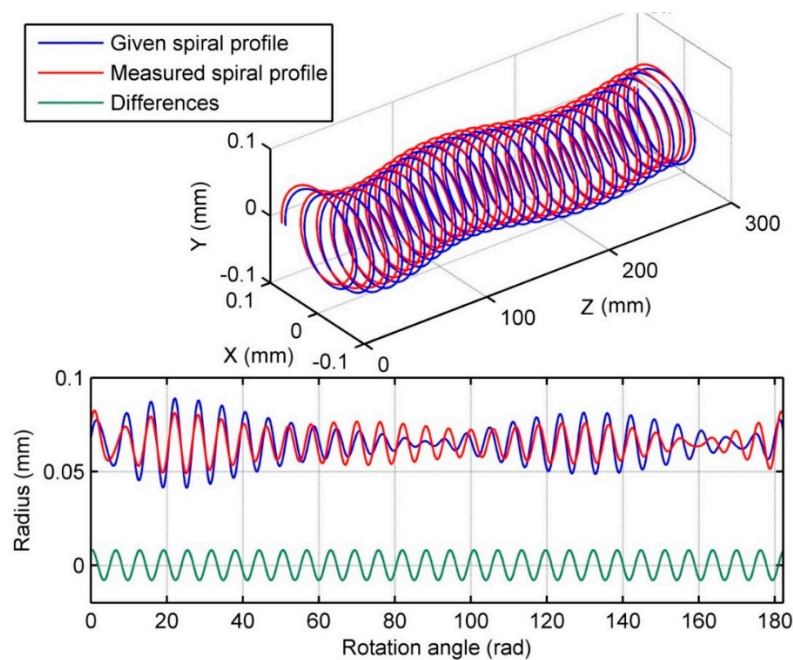 Given spiral profile
Measured spiral profile
Differences
0.1
0
-0.1
Y (mm)
0.1
0
-0.1
X (mm)
0
100
200
300
Z (mm)
0.1
0.05
0
Radius (mm)
0 20 40 60 80 100 120 140 160 180
Rotation angle (rad)